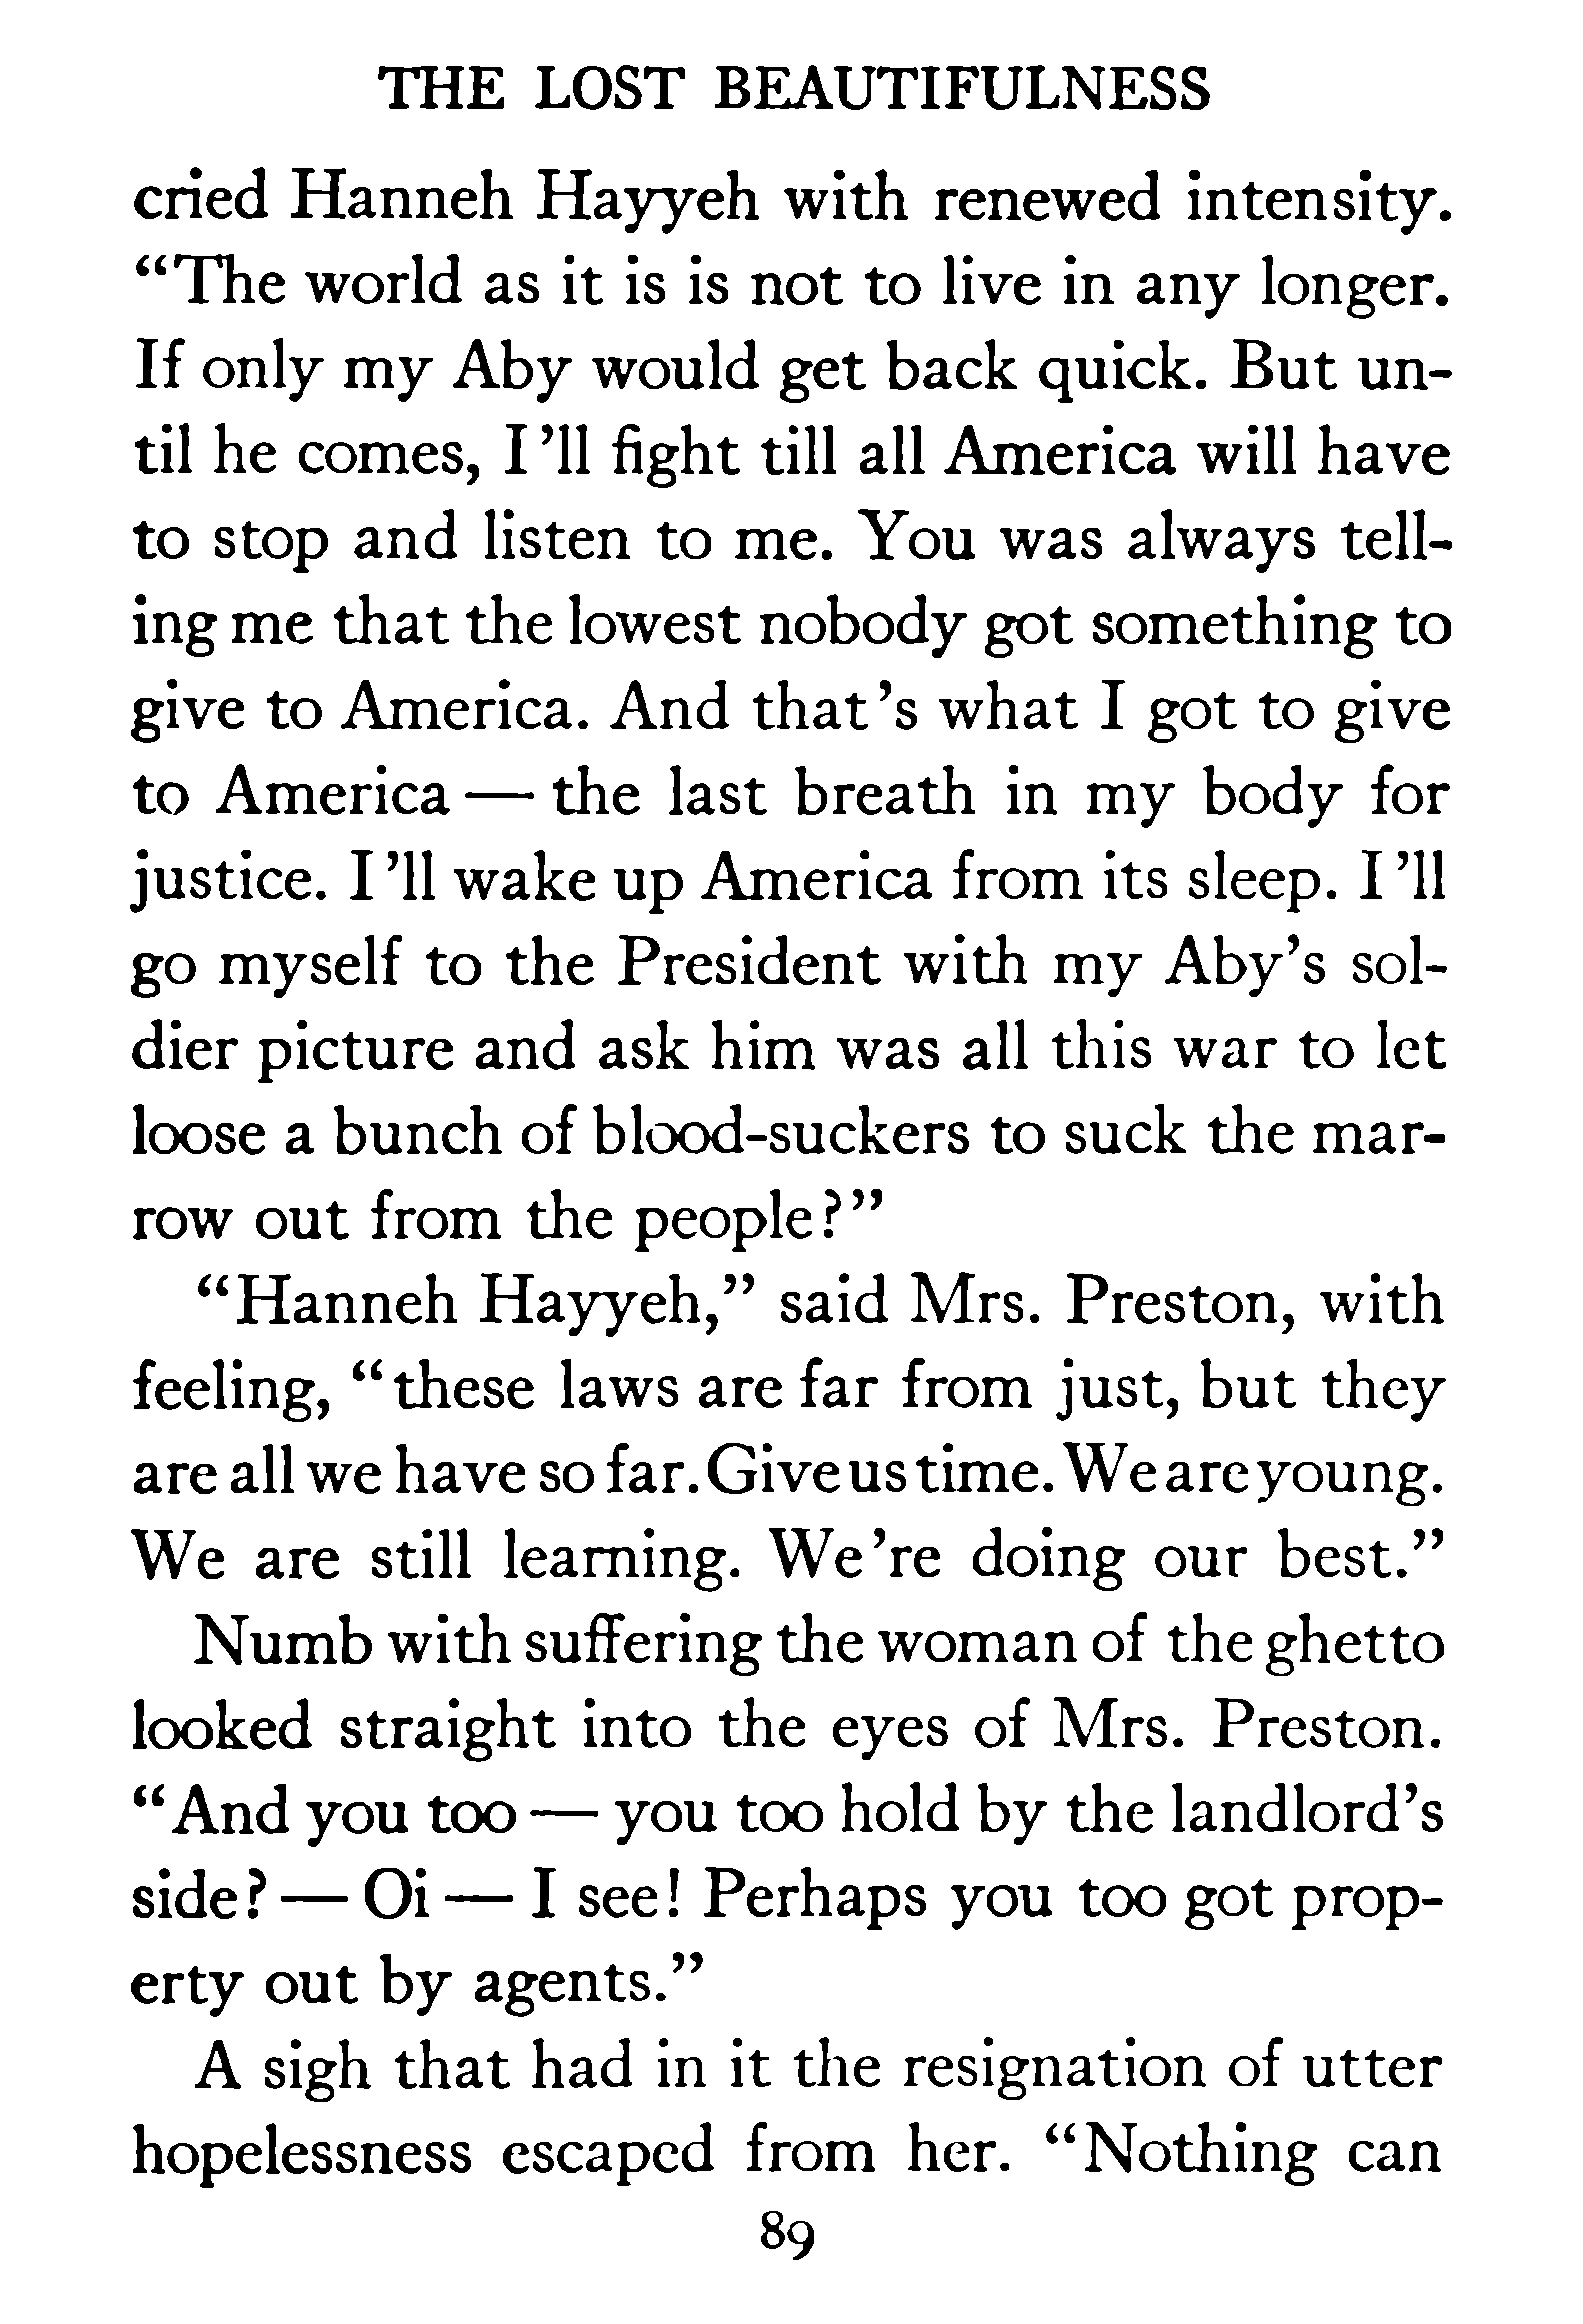 THE LOST BEAUTIFULNESS
cried Hanneh Hayyeh with renewed intensity.
“The world as it is is not to live in any longer.
If only my Aby would get back quick. But un-
til he comes, I ’ll fight till all America will have
to stop and listen to me. You was always tell-
ing me that the lowest nobody got something to
give to America. And that ’s what I got to give
to America — the last breath in my body for
justice. I ’ll wake up America from its sleep. I ’ll
go myself to the President with my Aby’s sol-
dier picture and ask him was all this war to let
loose a bunch of blood-suckers to suck the mar-
row out from the people?”
“Hanneh Hayyeh,” said Mrs. Preston, with
feeling, “these laws are far from just, but they
are all we have so far. Give us time. We are young.
We are still learning. We ’re doing our best.”
Numb with suffering the woman of the ghetto
looked straight into the eyes of Mrs. Preston.
“And you too — you too hold by the landlord’s
side? — Oi — I see! Perhaps you too got prop-
erty out by agents.”
A sigh that had in it the resignation of utter
hopelessness escaped from her. “Nothing can
89